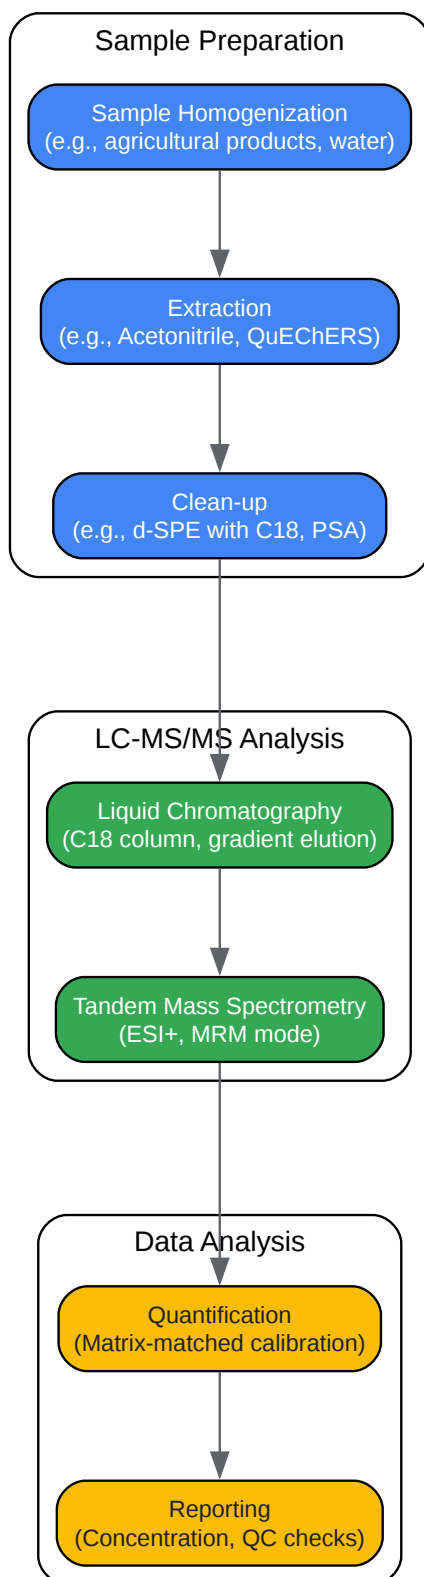 Sample Preparation
Sample Homogenization
(e.g., agricultural products, water)
Extraction
(e.g., Acetonitrile, QuEChERS)
Clean-up
(e.g., d-SPE with C18, PSA)
LC-MS/MS Analysis
Liquid Chromatography
(C18 column, gradient elution)
Tandem Mass Spectrometry
(ESI+, MRM mode)
Data Analysis
Quantification
(Matrix-matched calibration)
Reporting
(Concentration, QC checks)